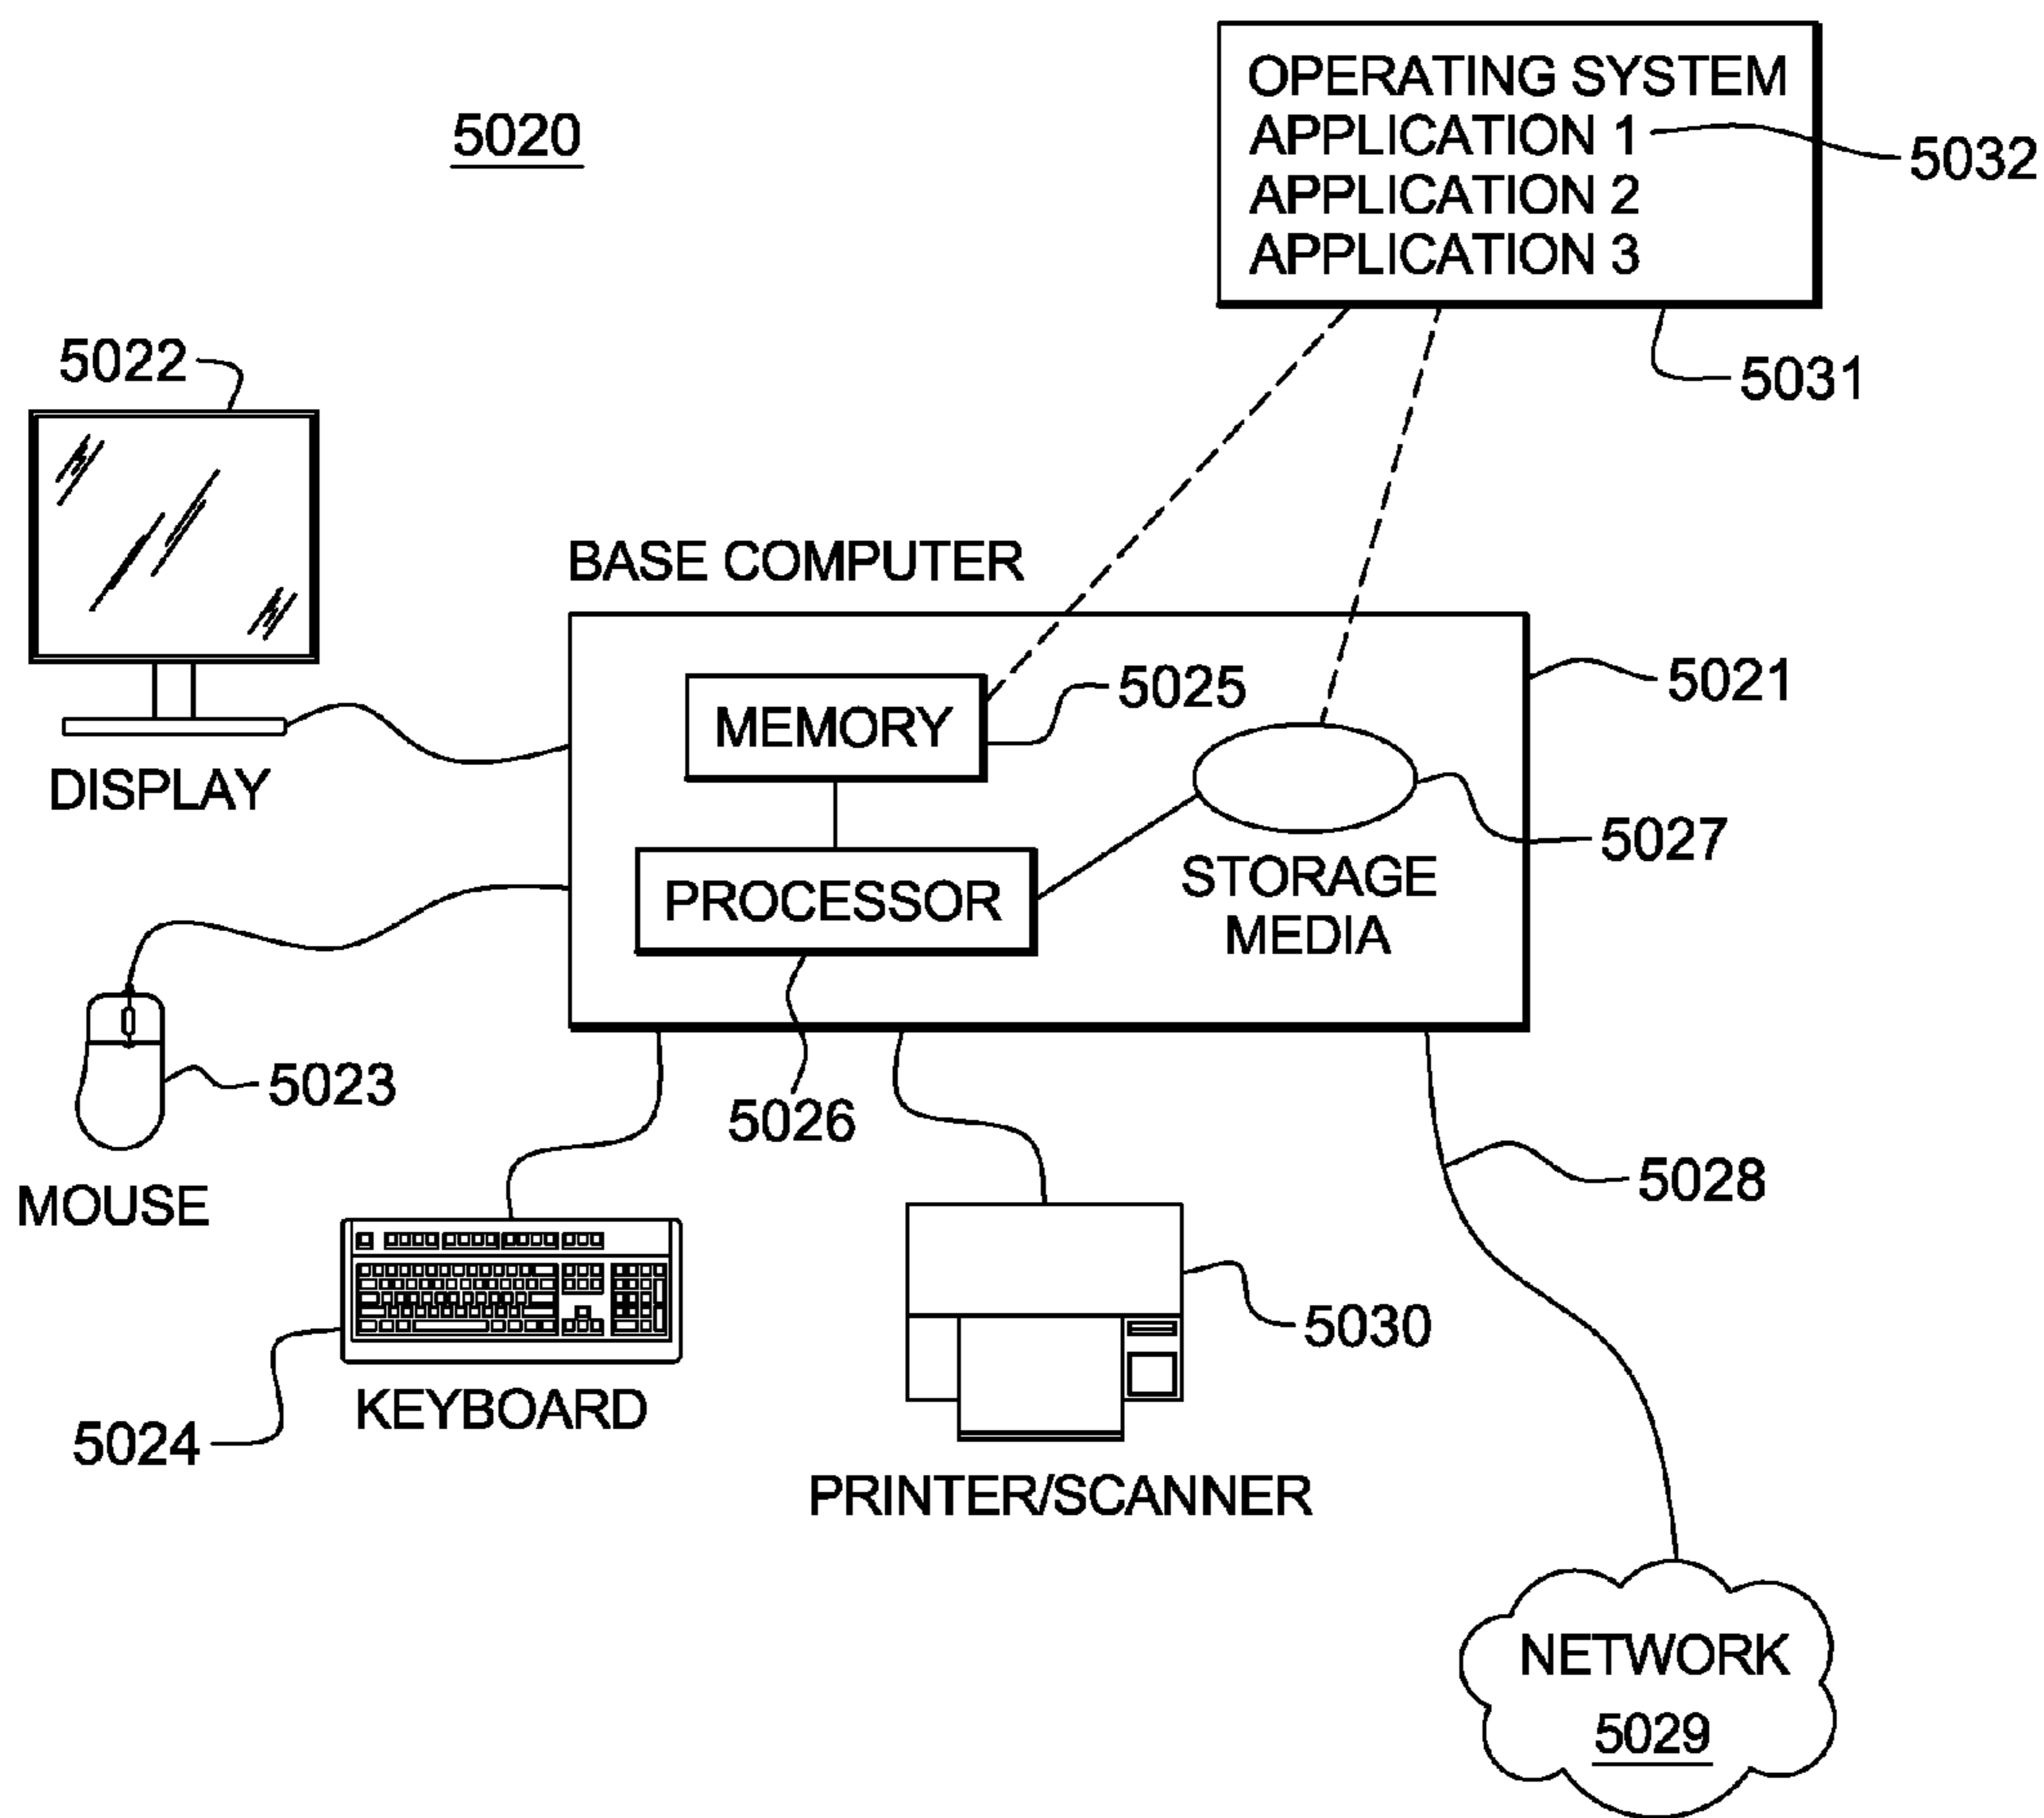 5020
OPERATING SYSTEM
APPLICATION 1
APPLICATION 2
APPLICATION 3
5032
5031
5022
DISPLAY
BASE COMPUTER
5021
MEMORY
5025
PROCESSOR
5026
STORAGE
MEDIA
5027
5023
MOUSE
5028
5024
KEYBOARD
5030
PRINTER/SCANNER
NETWORK
5029